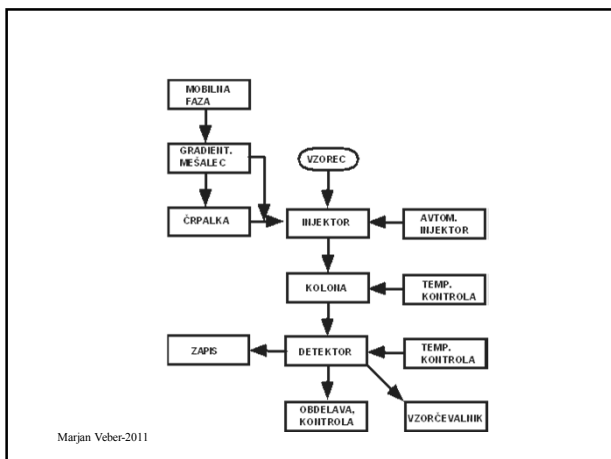 MOBILNA
FAZA
GRADIENT.
MEŠALEC
VZOREC
ČRPALKA
INJEKTOR
AVTOM.
INJEKTOR
KOLONA
TEMP.
KONTROLA
ZAPIS
DETEKTOR
TEMP.
KONTROLA
OBDELAVA,
KONTROLA
VZORČEVALNIK
Marjan Veber-2011